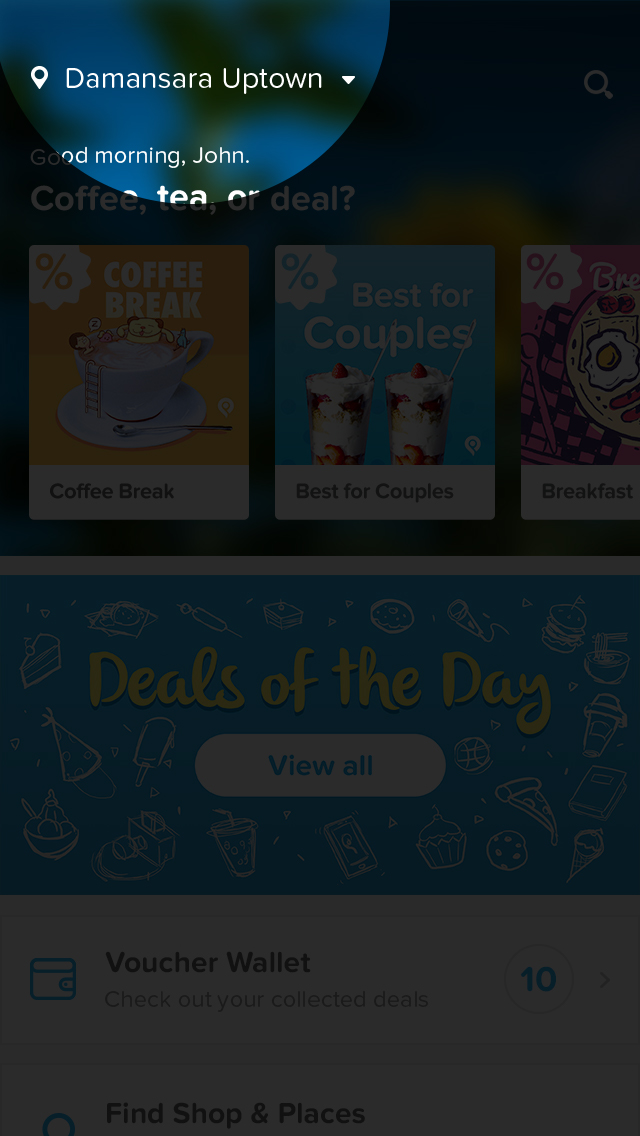 Damansara Uptown
Good morning, John.
Coffee, tea, or deal?
%
COFFEE
BREAK
%
Best for
Couples
%
Bre
Coffee Break
Best for Couples
Breakfast
Deals of the Day
View all
Voucher Wallet
Check out your collected deals
10
Find Shop & Places